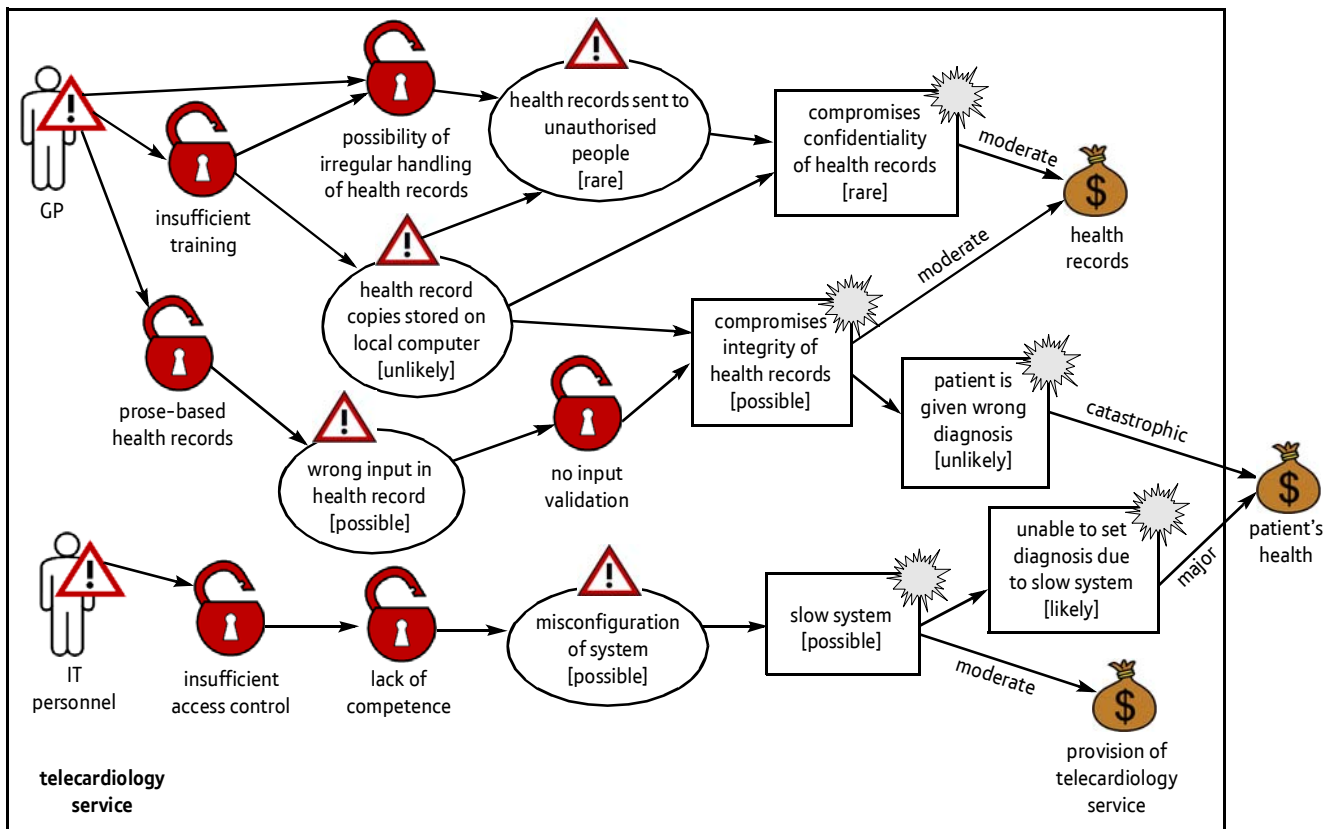 GP
insufficient
training
possibility of
irregular handling
of health records
health records sent to
unauthorised
people
[rare]
compromises
confidentiality
of health records
[rare]
moderate
health
records
prose-based
health records
health record
copies stored on
local computer
[unlikely]
wrong input in
health record
[possible]
no input
validation
compromises
integrity of
health records
[possible]
moderate
patient is
given wrong
diagnosis
[unlikely]
catastrophic
patient's
health
IT
personnel
insufficient
access control
lack of
competence
misconfiguration
of system
[possible]
slow system
[possible]
unable to set
diagnosis due
to slow system
[likely]
major
moderate
provision of
telecardiology
service
telecardiology
service